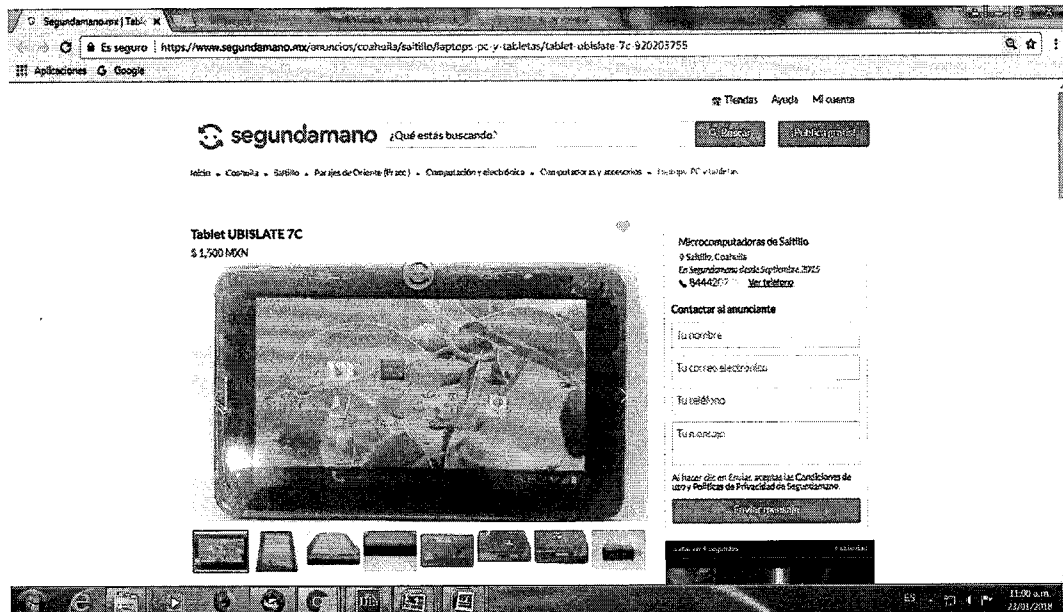 Segundamano.mx | Table
Es seguro | https://www.segundamano.mx/anuncios/coahuila/saltillo/laptops-pc-y-tabletas/tablet-ubislate-7c-920203755
Aplicaciones G Google
Tiendas Ayuda Mi cuenta
segundamano ¿Qué estás buscando? Buscar
Inicio Coahuila Saltillo Parajes de Oriente (Fracc) Computación y electrónica Computadoras y accesorios Laptops, PC y tabletas
Tablet UBISLATE 7C
$ 1,500 MXN
Microcomputadoras de Saltillo
Saltillo, Coahuila
En Segundamano desde Septiembre, 2015
Ver teléfono
Contactar al anunciante
Tu nombre
Tu correo electrónico
Tu teléfono
Tu mensaje
Al hacer clic en Enviar, aceptas las Condiciones de
uso y Políticas de Privacidad de Segundamano
Enviar mensaje
ES
11:00 a.m.